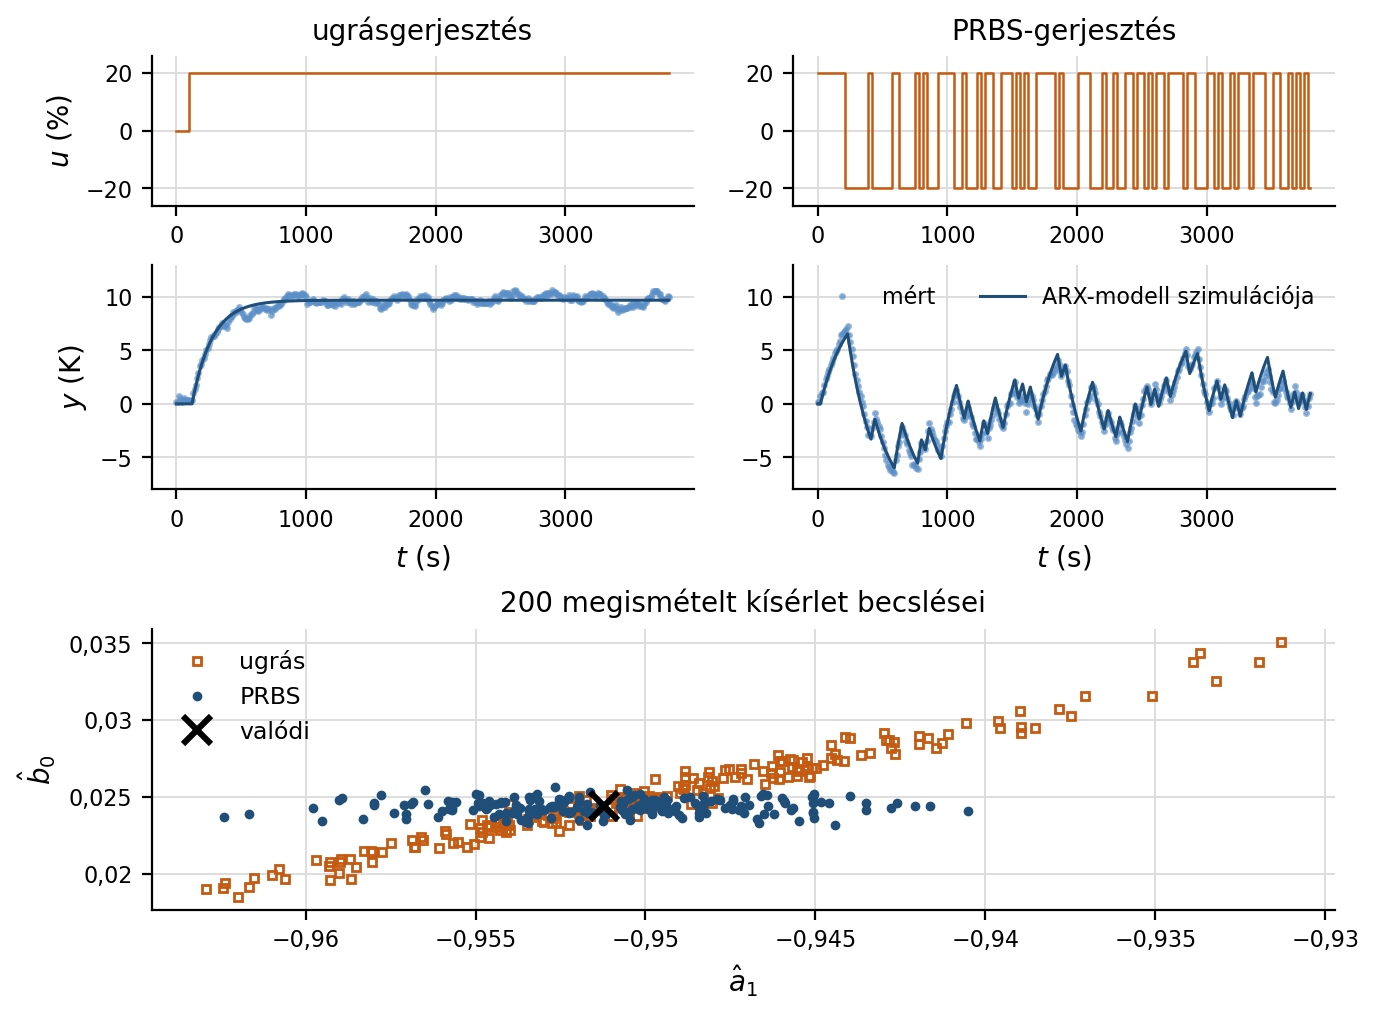 ugrásgerjesztés
PRBS-gerjesztés
u (%)
20
0
−20
0 1000 2000 3000
20
0
−20
0 1000 2000 3000
y (K)
10
5
0
−5
0 1000 2000 3000
t (s)
10
5
0
−5
mért
ARX-modell szimulációja
0 1000 2000 3000
t (s)
200 megismételt kísérlet becslései
b̂₀
0,035
0,03
0,025
0,02
ugrás
PRBS
valódi
−0,96 −0,955 −0,95 −0,945 −0,94 −0,935 −0,93
â₁